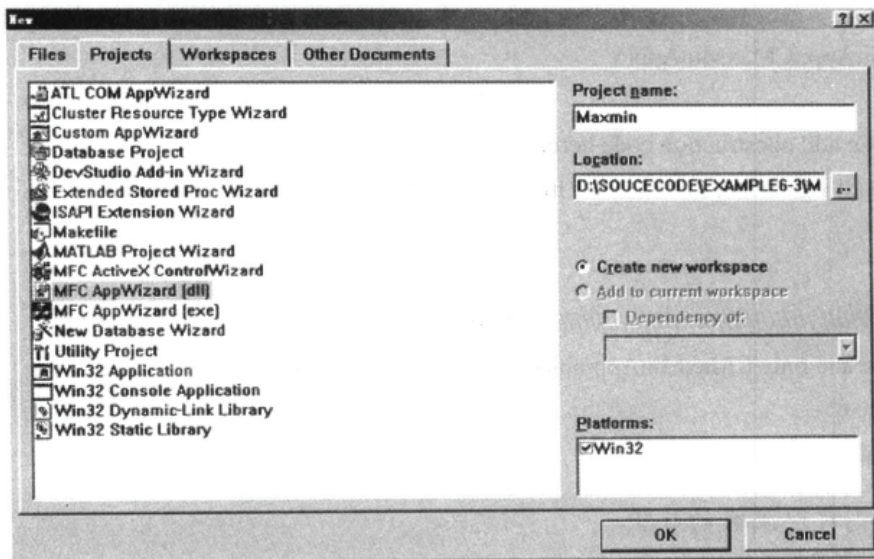 New
Files
Projects
Workspaces
Other Documents
ATL COM AppWizard
Cluster Resource Type Wizard
Custom AppWizard
Database Project
DevStudio Add-in Wizard
Extended Stored Proc Wizard
ISAPI Extension Wizard
Makefile
MATLAB Project Wizard
MFC ActiveX ControlWizard
MFC AppWizard [dll]
MFC AppWizard [exe]
New Database Wizard
Utility Project
Win32 Application
Win32 Console Application
Win32 Dynamic-Link Library
Win32 Static Library
Project name:
Maxmin
Location:
D:\SOUCECODE\EXAMPLE6-3\M
...
Create new workspace
Add to current workspace
Dependency of:
Platforms:
Win32
OK
Cancel